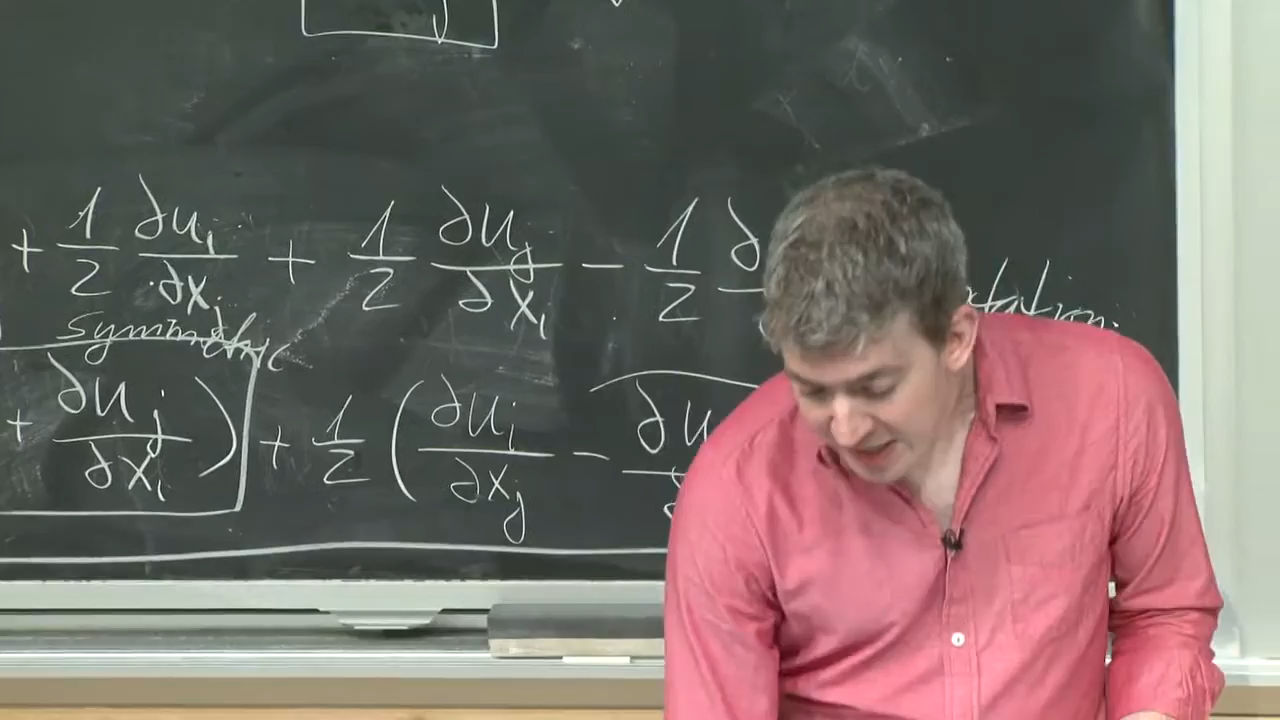 + 1/2 ∂u_i/∂x_j + 1/2 ∂u_j/∂x_i − 1/2 ∂
symmetric
+ ∂u_j/∂x_i ) + 1/2 ( ∂u_i/∂x_j − ∂u